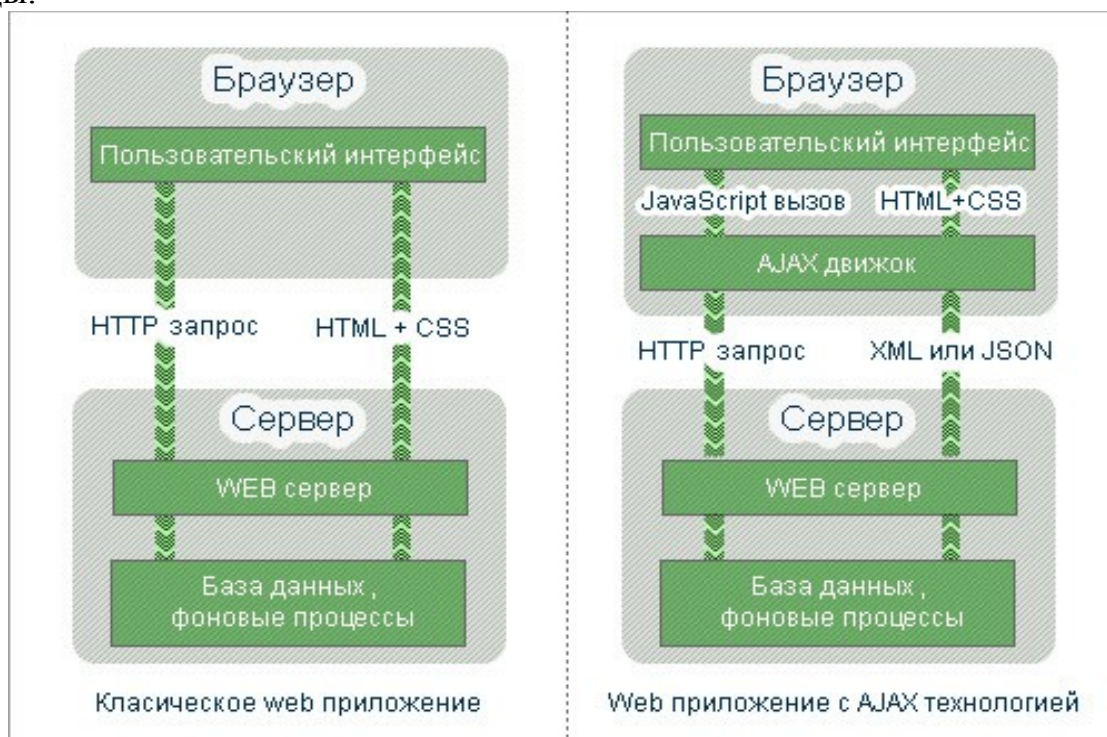 ды.
Браузер
Пользовательский интерфейс
HTTP запрос
HTML + CSS
Сервер
WEB сервер
База данных ,
фоновые процессы
Класическое web приложение
Браузер
Пользовательский интерфейс
JavaScript вызов
HTML+CSS
AJAX движок
HTTP запрос
XML или JSON
Сервер
WEB сервер
База данных ,
фоновые процессы
Web приложение с AJAX технологией